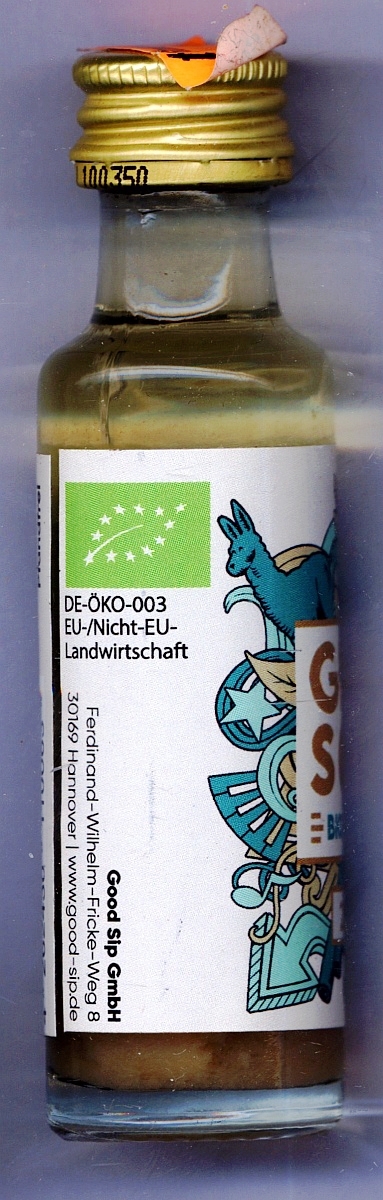 100350
Pfandfrei
DE-ÖKO-003
EU-/Nicht-EU-
Landwirtschaft
Good Sip GmbH
Ferdinand-Wilhelm-Fricke-Weg 8
30169 Hannover | www.good-sip.de